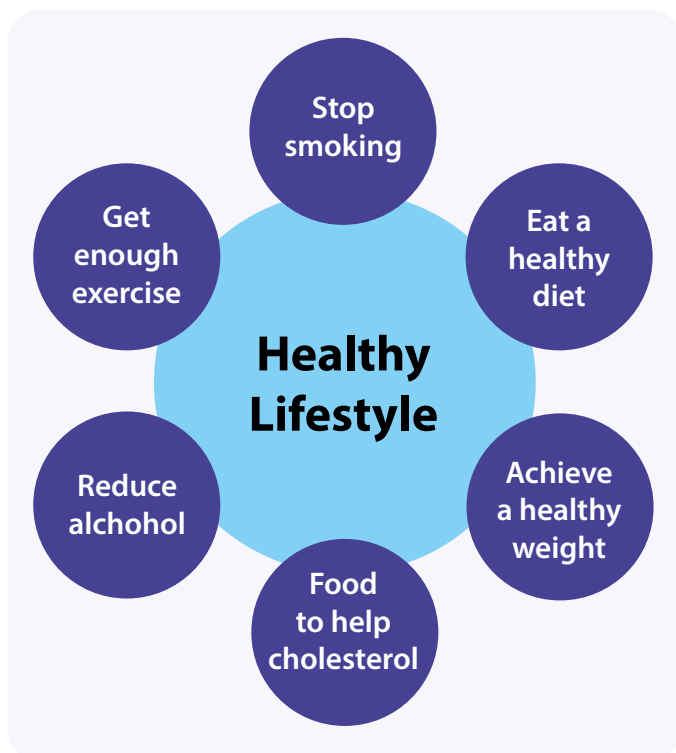 Stop
smoking
Eat a
healthy
diet
Achieve
a healthy
weight
Food
to help
cholesterol
Reduce
alchohol
Get
enough
exercise
Healthy
Lifestyle